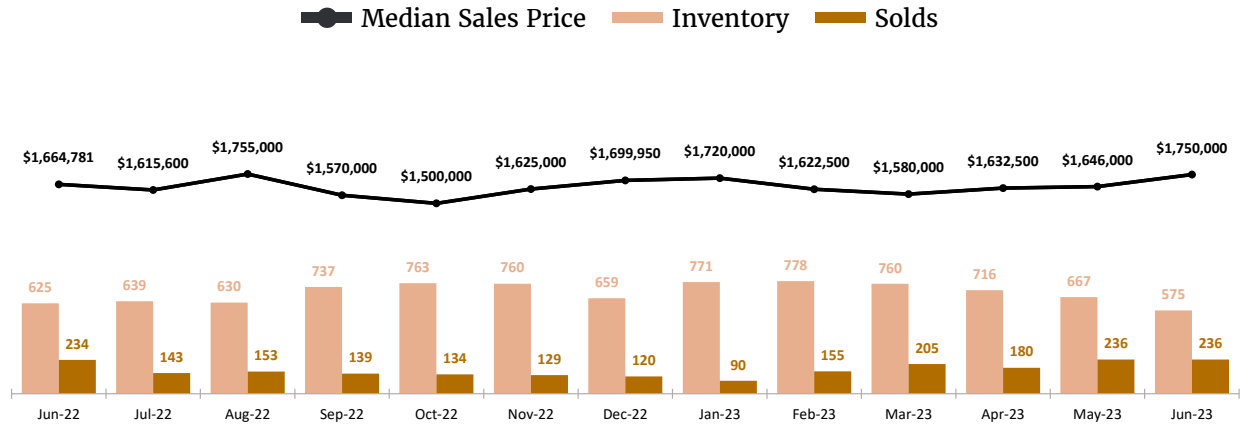 Median Sales Price Inventory Solds
$1,664,781 $1,615,600 $1,755,000 $1,570,000 $1,500,000 $1,625,000 $1,699,950 $1,720,000 $1,622,500 $1,580,000 $1,632,500 $1,646,000 $1,750,000
625 639 630 737 763 760 659 771 778 760 716 667 575
234 143 153 139 134 129 120 90 155 205 180 236 236
Jun-22 Jul-22 Aug-22 Sep-22 Oct-22 Nov-22 Dec-22 Jan-23 Feb-23 Mar-23 Apr-23 May-23 Jun-23